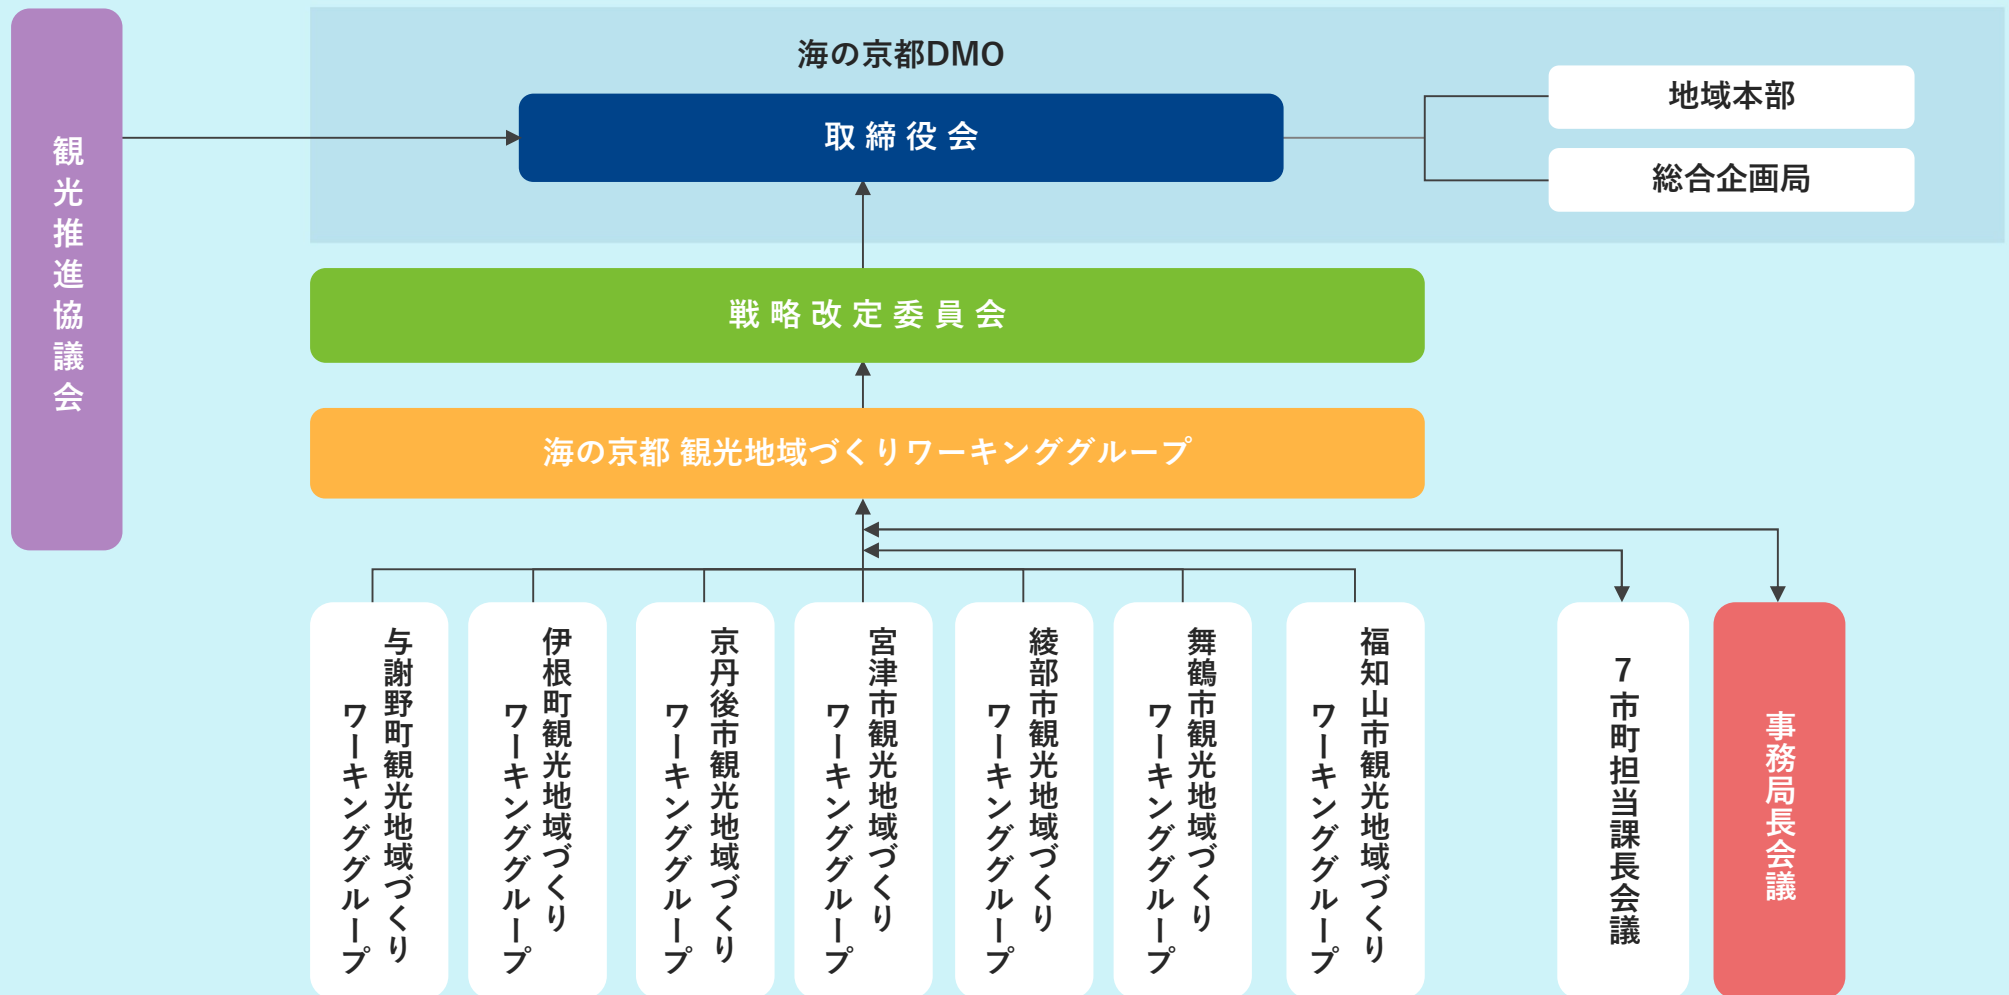 観光推進協議会
海の京都DMO
取締役会
地域本部
総合企画局
戦略改定委員会
海の京都 観光地域づくりワーキンググループ
与謝野町観光地域づくり
ワーキンググループ
伊根町観光地域づくり
ワーキンググループ
京丹後市観光地域づくり
ワーキンググループ
宮津市観光地域づくり
ワーキンググループ
綾部市観光地域づくり
ワーキンググループ
舞鶴市観光地域づくり
ワーキンググループ
福知山市観光地域づくり
ワーキンググループ
7市町担当課長会議
事務局長会議